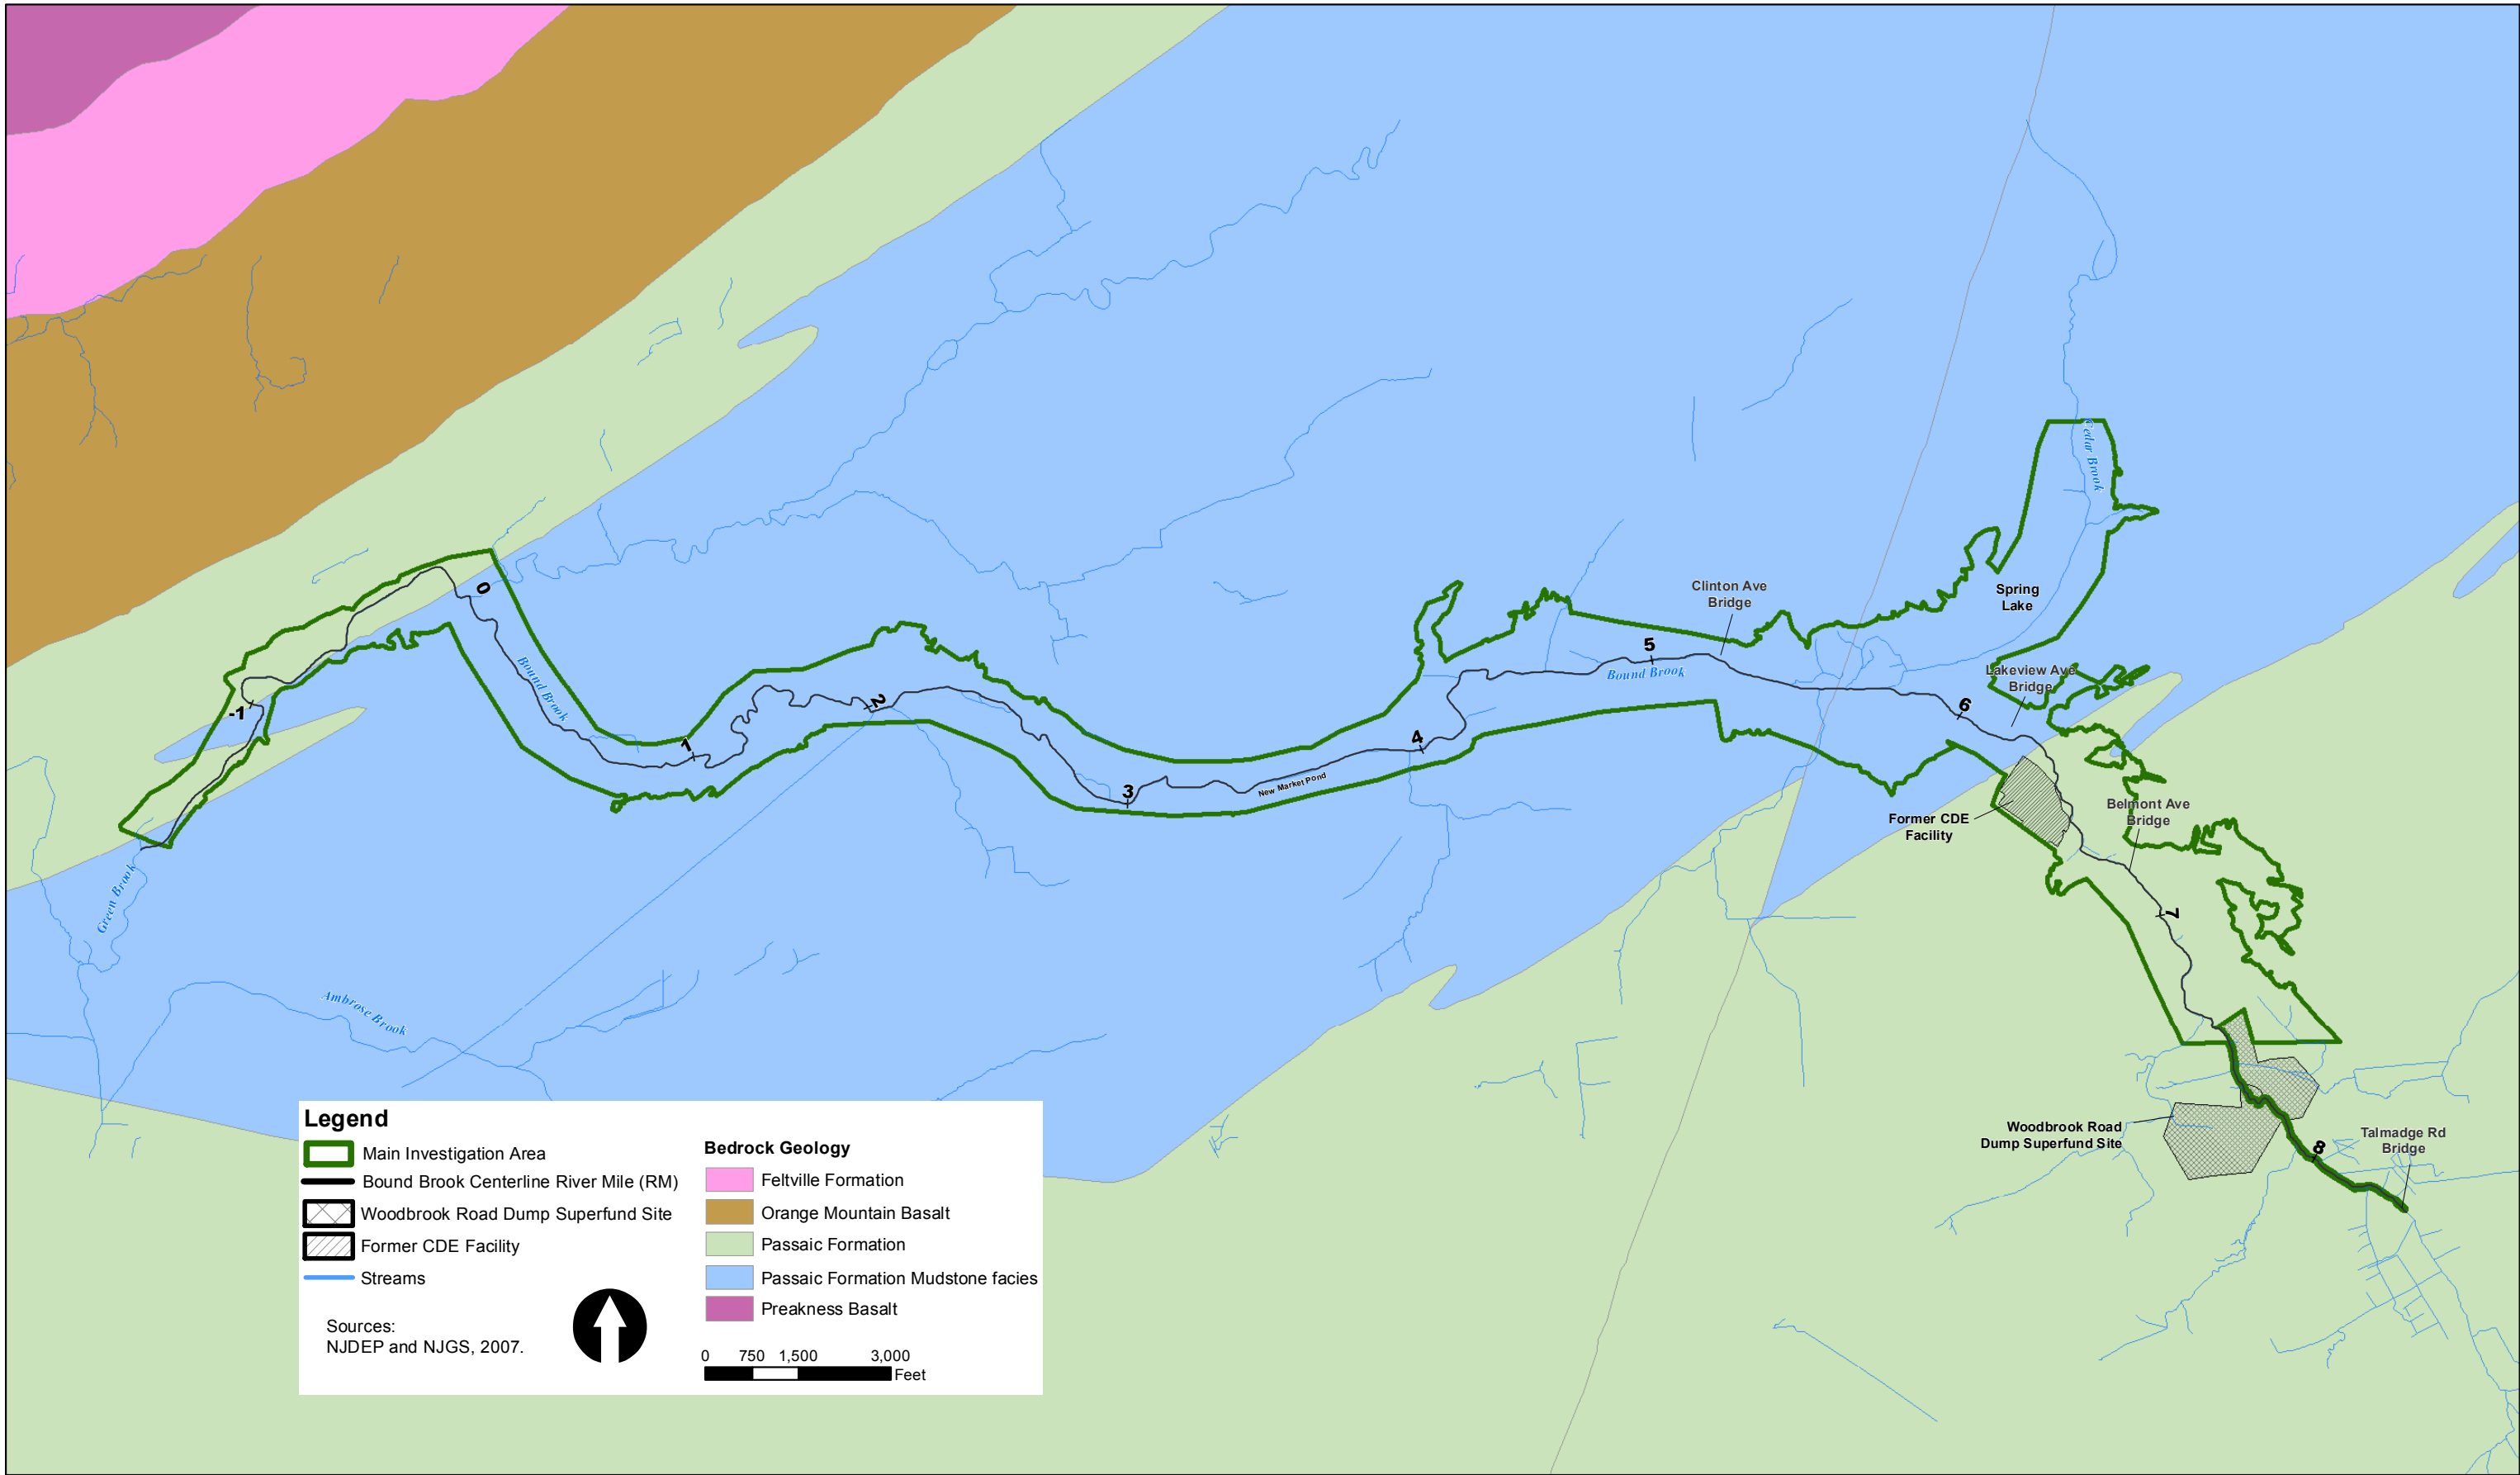 Cedar Brook
Clinton Ave
Bridge
Spring
Lake
0
5
Bound Brook
Bound Brook
Lakeview Ave
Bridge
-1
1
2
4
6
3
New Market Pond
Former CDE
Facility
Belmont Ave
Bridge
Green Brook
7
Ambrose Brook
Woodbrook Road
Dump Superfund Site
8
Talmadge Rd
Bridge
Legend
Main Investigation Area
Bound Brook Centerline River Mile (RM)
Woodbrook Road Dump Superfund Site
Former CDE Facility
Streams
Sources:
NJDEP and NJGS, 2007.
Bedrock Geology
Feltville Formation
Orange Mountain Basalt
Passaic Formation
Passaic Formation Mudstone facies
Preakness Basalt
0 750 1,500 3,000
Feet